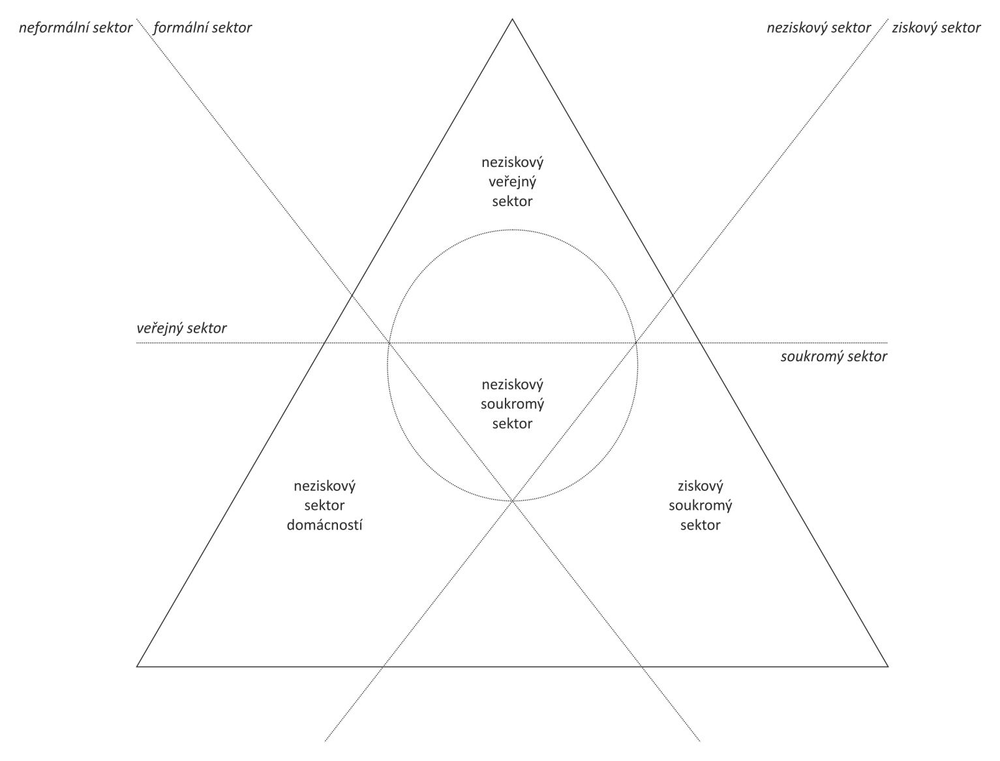 neformální sektor
formální sektor
neziskový sektor
ziskový sektor
neziskový
veřejný
sektor
veřejný sektor
soukromý sektor
neziskový
soukromý
sektor
neziskový
sektor
domácností
ziskový
soukromý
sektor